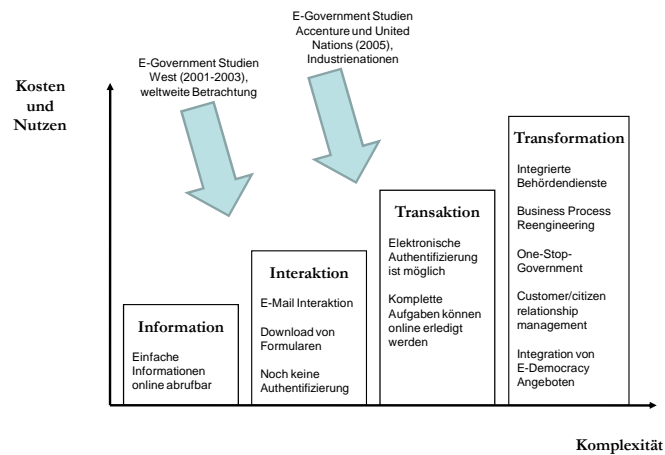 E-Government Studien
Accenture und United
Nations (2005),
Industrienationen
E-Government Studien
West (2001-2003),
weltweite Betrachtung
Kosten
und
Nutzen
Information
Einfache
Informationen
online abrufbar
Interaktion
E-Mail Interaktion
Download von
Formularen
Noch keine
Authentifizierung
Transaktion
Elektronische
Authentifizierung
ist möglich
Komplette
Aufgaben können
online erledigt
werden
Transformation
Integrierte
Behördendienste
Business Process
Reengineering
One-Stop-
Government
Customer/citizen
relationship
management
Integration von
E-Democracy
Angeboten
Komplexität